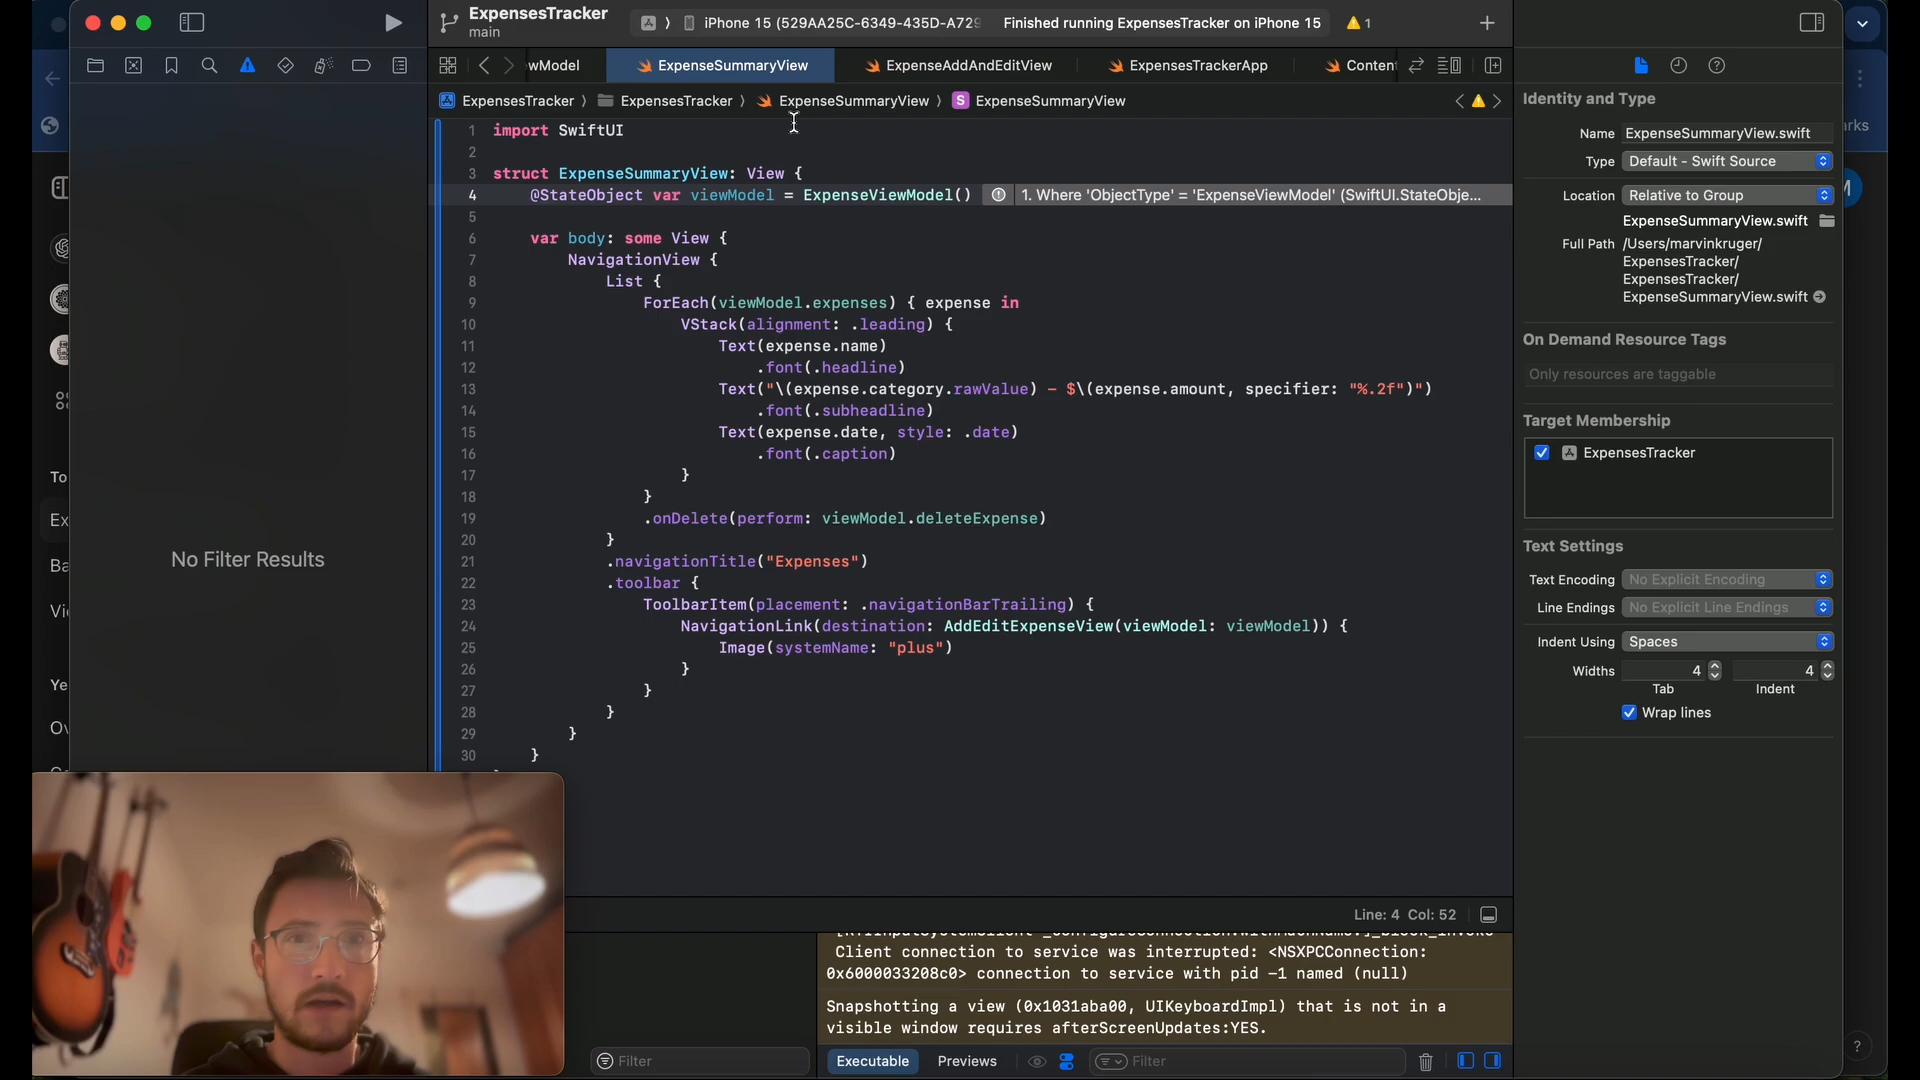 ExpensesTracker
main
iPhone 15 (529AA25C-6349-435D-A729
Finished running ExpensesTracker on iPhone 15
1
wModel
ExpenseSummaryView
ExpenseAddAndEditView
ExpensesTrackerApp
Conten
ExpensesTracker
ExpensesTracker
ExpenseSummaryView
S ExpenseSummaryView
1 import SwiftUI
2
3 struct ExpenseSummaryView: View {
4 @StateObject var viewModel = ExpenseViewModel()
1. Where 'ObjectType' = 'ExpenseViewModel' (SwiftUI.StateObje...
5
6 var body: some View {
7 NavigationView {
8 List {
9 ForEach(viewModel.expenses) { expense in
10 VStack(alignment: .leading) {
11 Text(expense.name)
12 .font(.headline)
13 Text("\(expense.category.rawValue) – $\(expense.amount, specifier: "%.2f")")
14 .font(.subheadline)
15 Text(expense.date, style: .date)
16 .font(.caption)
17 }
18 }
19 .onDelete(perform: viewModel.deleteExpense)
20 }
21 .navigationTitle("Expenses")
22 .toolbar {
23 ToolbarItem(placement: .navigationBarTrailing) {
24 NavigationLink(destination: AddEditExpenseView(viewModel: viewModel)) {
25 Image(systemName: "plus")
26 }
27 }
28 }
29 }
30 }
No Filter Results
To
Ex
Ba
Vi
Ye
Ov
Line: 4 Col: 52
Client connection to service was interrupted: <NSXPCConnection:
0x6000033208c0> connection to service with pid -1 named (null)
Snapshotting a view (0x1031aba00, UIKeyboardImpl) that is not in a
visible window requires afterScreenUpdates:YES.
Filter
Executable
Previews
Filter
Identity and Type
Name ExpenseSummaryView.swift
Type Default - Swift Source
Location Relative to Group
ExpenseSummaryView.swift
Full Path /Users/marvinkruger/
ExpensesTracker/
ExpensesTracker/
ExpenseSummaryView.swift
On Demand Resource Tags
Only resources are taggable
Target Membership
ExpensesTracker
Text Settings
Text Encoding No Explicit Encoding
Line Endings No Explicit Line Endings
Indent Using Spaces
Widths 4 4
Tab Indent
Wrap lines
rks
?